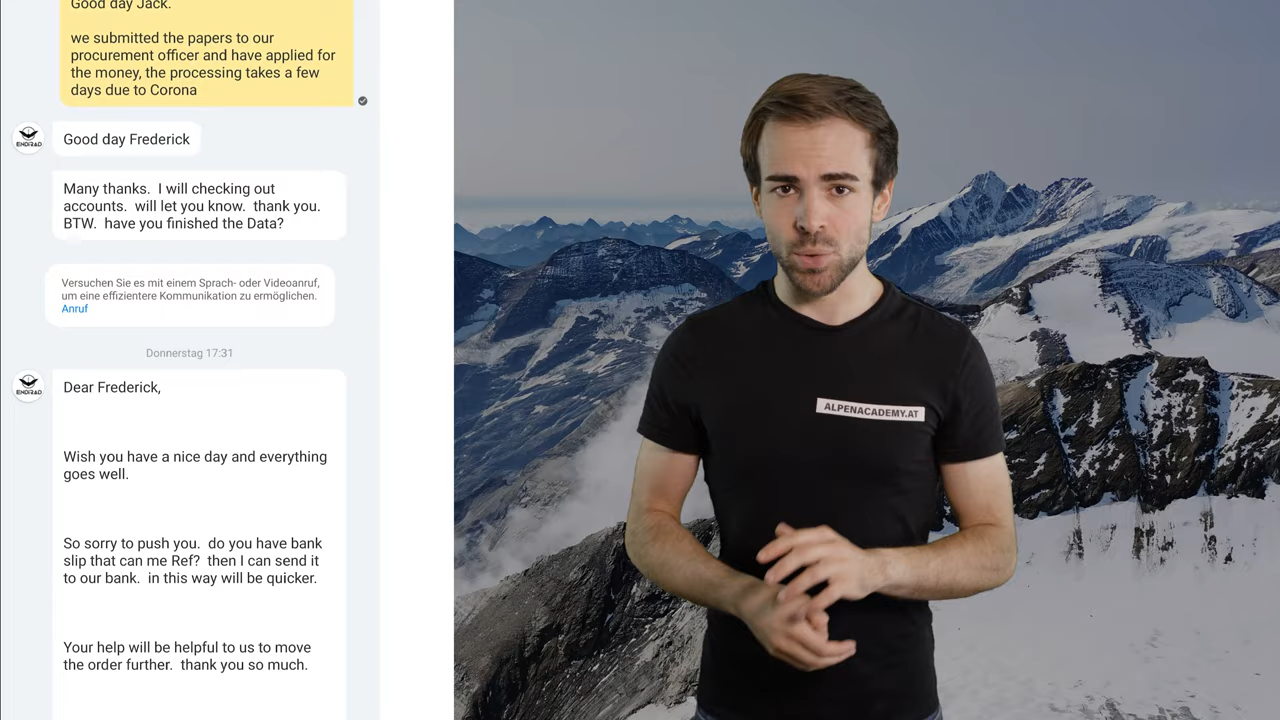 Good day Jack.
we submitted the papers to our
procurement officer and have applied for
the money, the processing takes a few
days due to Corona
ENDIRAD
Good day Frederick
Many thanks.  I will checking out
accounts.  will let you know.  thank you.
BTW.  have you finished the Data?
Versuchen Sie es mit einem Sprach- oder Videoanruf,
um eine effizientere Kommunikation zu ermöglichen.
Anruf
Donnerstag 17:31
ENDIRAD
Dear Frederick,
Wish you have a nice day and everything
goes well.
So sorry to push you.  do you have bank
slip that can me Ref?  then I can send it
to our bank.  in this way will be quicker.
Your help will be helpful to us to move
the order further.  thank you so much.
ALPENACADEMY.AT